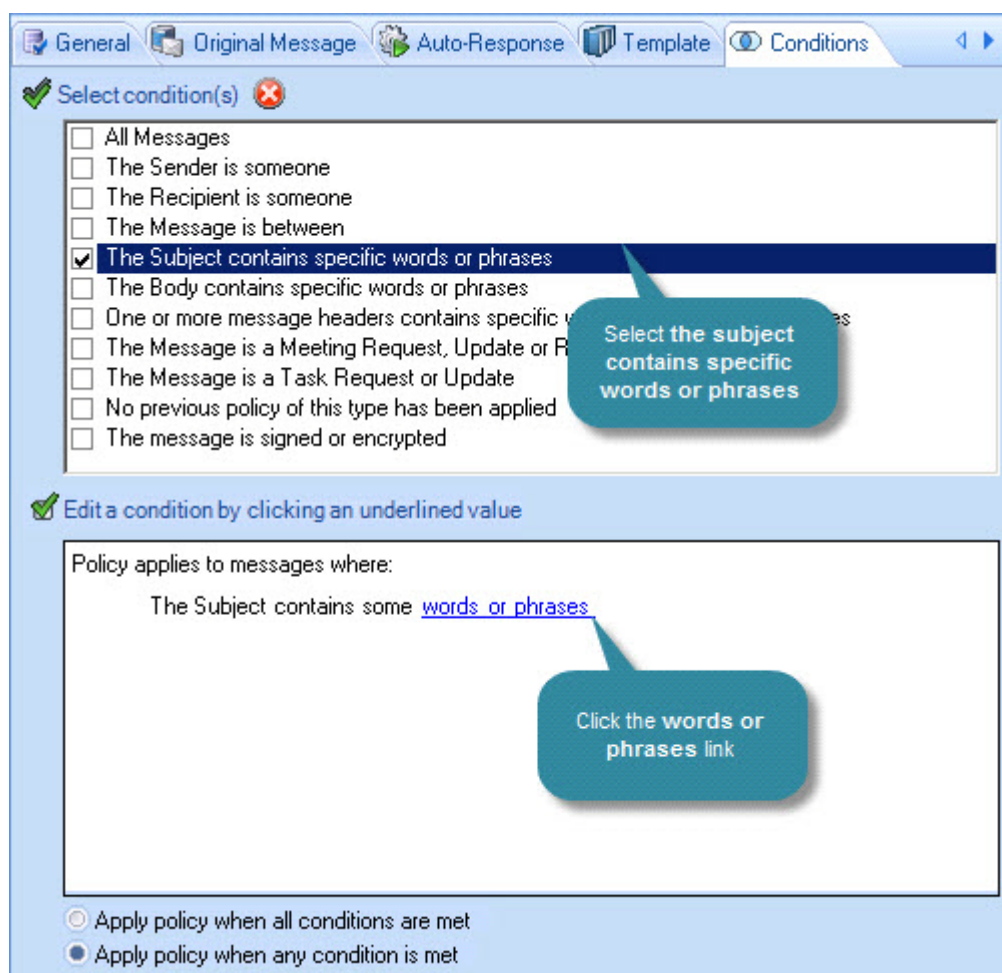 General Original Message Auto-Response Template Conditions
Select condition(s)
All Messages
The Sender is someone
The Recipient is someone
The Message is between
The Subject contains specific words or phrases
The Body contains specific words or phrases
One or more message headers contains specific
The Message is a Meeting Request, Update or
The Message is a Task Request or Update
No previous policy of this type has been applied
The message is signed or encrypted
Select the subject
contains specific
words or phrases
Edit a condition by clicking an underlined value
Policy applies to messages where:
The Subject contains some words or phrases
Click the words or
phrases link
Apply policy when all conditions are met
Apply policy when any condition is met